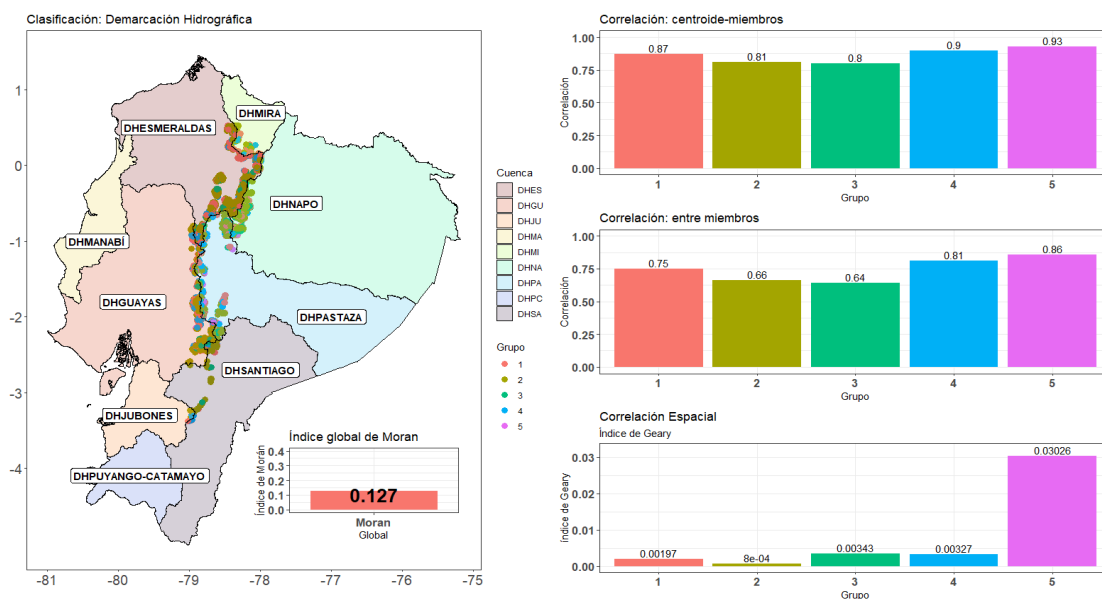 Clasificación: Demarcación Hidrográfica
1
0
-1
-2
-3
-4
-81
-80
-79
-78
-77
-76
-75
DHMIRA
DHESMERALDAS
DHNAPO
DHMANABÍ
DHGUAYAS
DHPASTAZA
DHSANTIAGO
DHJUBONES
DHPUYANGO-CATAMAYO
Índice global de Moran
Índice de Morán
0.4
0.3
0.2
0.1
0.0
0.127
Moran
Global
Cuenca
DHES
DHGU
DHJU
DHMA
DHMI
DHNA
DHPA
DHPC
DHSA
Grupo
1
2
3
4
5
Correlación: centroide-miembros
Correlación
1.00
0.75
0.50
0.25
0.00
0.87
0.81
0.8
0.9
0.93
1
2
3
4
5
Grupo
Correlación: entre miembros
Correlación
1.00
0.75
0.50
0.25
0.00
0.75
0.66
0.64
0.81
0.86
1
2
3
4
5
Grupo
Correlación Espacial
Índice de Geary
Índice de Geary
0.03
0.02
0.01
0.00
0.00197
8e-04
0.00343
0.00327
0.03026
1
2
3
4
5
Grupo